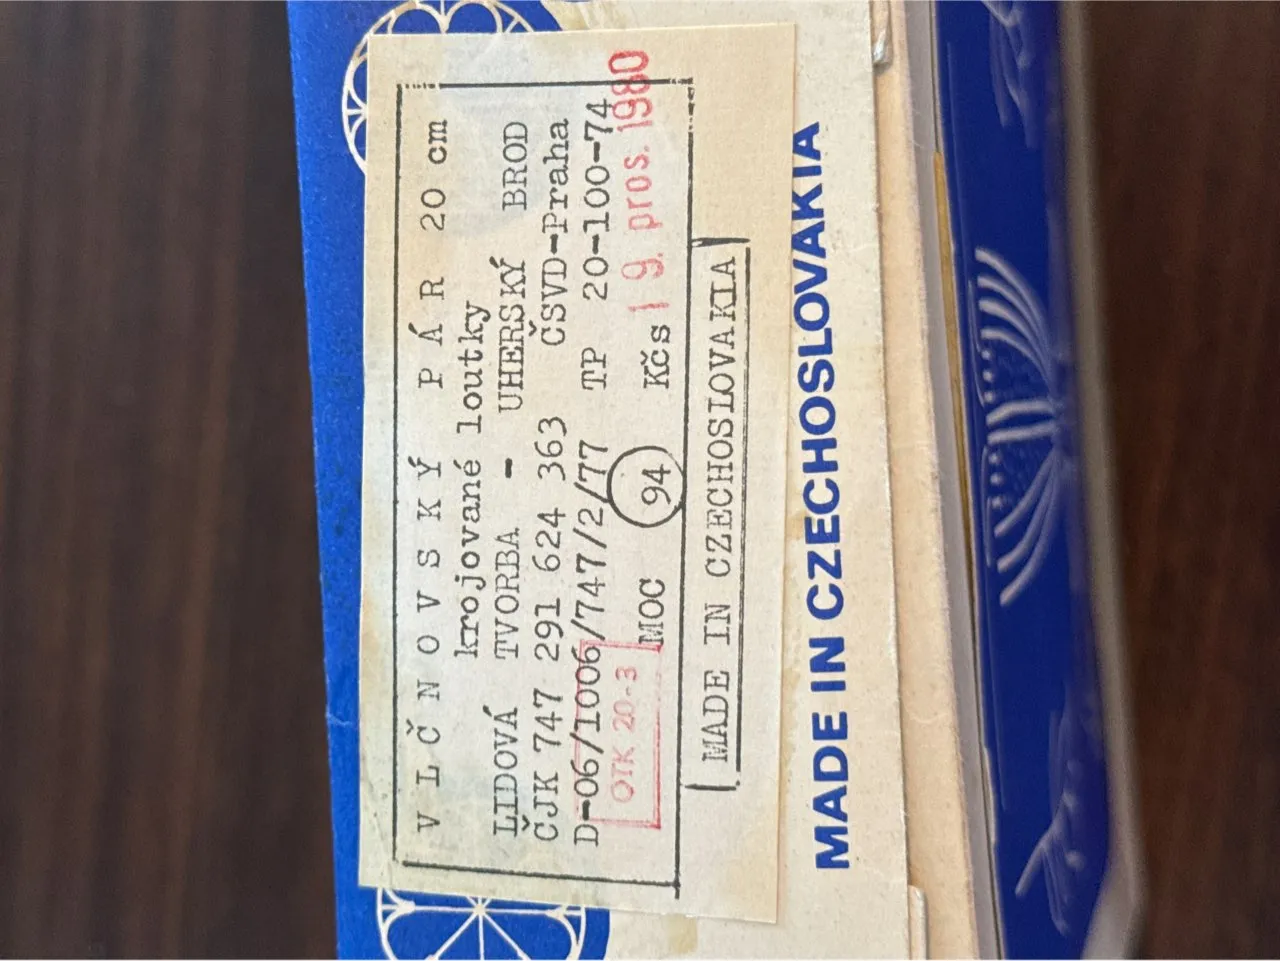 VLČNOVSKÝ PÁR 20 cm
krojované loutky
LIDOVÁ TVORBA - UHERSKÝ BROD
ČJK 747 291 624 363 ČSVD-Praha
D-06/1006/747/2/77 TP 20-100-74
OTK 20-3
MOC 94 Kčs
19. pros. 1980
MADE IN CZECHOSLOVAKIA
MADE IN CZECHOSLOVAKIA